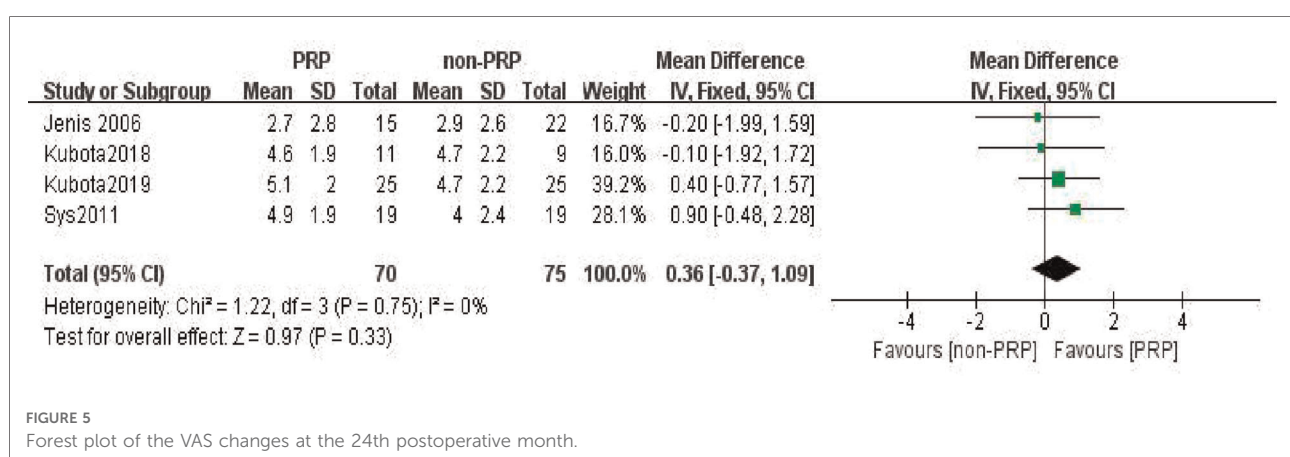 PRP non-PRP Mean Difference Mean Difference
Study or Subgroup Mean SD Total Mean SD Total Weight IV, Fixed, 95% CI IV, Fixed, 95% CI
Jenis 2006 2.7 2.8 15 2.9 2.6 22 16.7% -0.20 [-1.99, 1.59]
Kubota2018 4.6 1.9 11 4.7 2.2 9 16.0% -0.10 [-1.92, 1.72]
Kubota2019 5.1 2 25 4.7 2.2 25 39.2% 0.40 [-0.77, 1.57]
Sys2011 4.9 1.9 19 4 2.4 19 28.1% 0.90 [-0.48, 2.28]
Total (95% CI) 70 75 100.0% 0.36 [-0.37, 1.09]
Heterogeneity: Chi² = 1.22, df = 3 (P = 0.75); I² = 0%
Test for overall effect: Z = 0.97 (P = 0.33)
-4 -2 0 2 4
Favours [non-PRP] Favours [PRP]
FIGURE 5
Forest plot of the VAS changes at the 24th postoperative month.